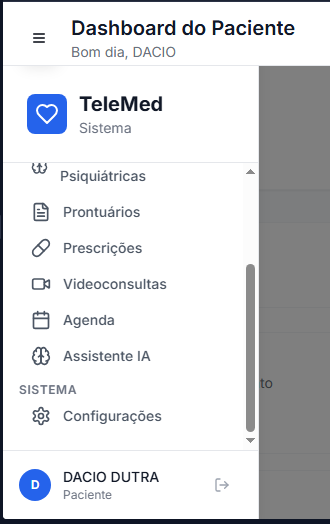 Dashboard do Paciente
Bom dia, DACIO
TeleMed
Sistema
Psiquiátricas
Prontuários
Prescrições
Videoconsultas
Agenda
Assistente IA
SISTEMA
Configurações
to
D
DACIO DUTRA
Paciente